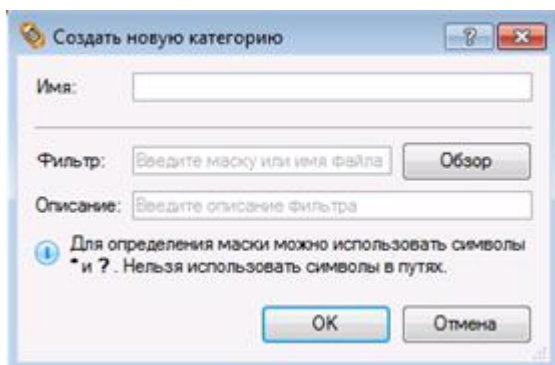 Создать новую категорию
Имя:
Фильтр: Введите маску или имя файла Обзор
Описание: Введите описание фильтра
Для определения маски можно использовать символы
* и ? . Нельзя использовать символы в путях.
OK Отмена